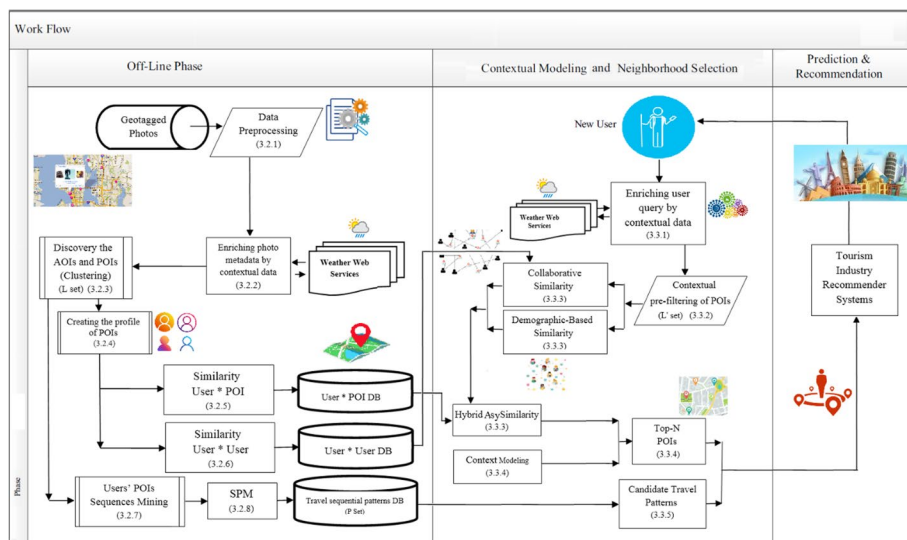 Work Flow
Off-Line Phase
Contextual Modeling and Neighborhood Selection
Prediction &
Recommendation
Geotagged
Photos
Data
Preprocessing
(3.2.1)
New User
Discovery the
AOIs and POIs
(Clustering)
(L set) (3.2.3)
Enriching photo
metadata by
contextual data
(3.2.2)
Weather Web
Services
Weather Web
Services
Enriching user
query by
contextual data
(3.3.1)
Collaborative
Similarity
(3.3.3)
Contextual
pre-filtering of POIs
(L' set) (3.3.2)
Demographic-Based
Similarity
(3.3.3)
Tourism
Industry
Recommender
Systems
Creating the profile
of POIs
(3.2.4)
Similarity
User * POI
(3.2.5)
User * POI DB
Similarity
User * User
(3.2.6)
User * User DB
Hybrid AsySimilarity
(3.3.3)
Context Modeling
(3.3.4)
Top-N
POIs
(3.3.4)
Users' POIs
Sequences Mining
(3.2.7)
SPM
(3.2.8)
Travel sequential patterns DB
(P Set)
Candidate Travel
Patterns
(3.3.5)
Phase